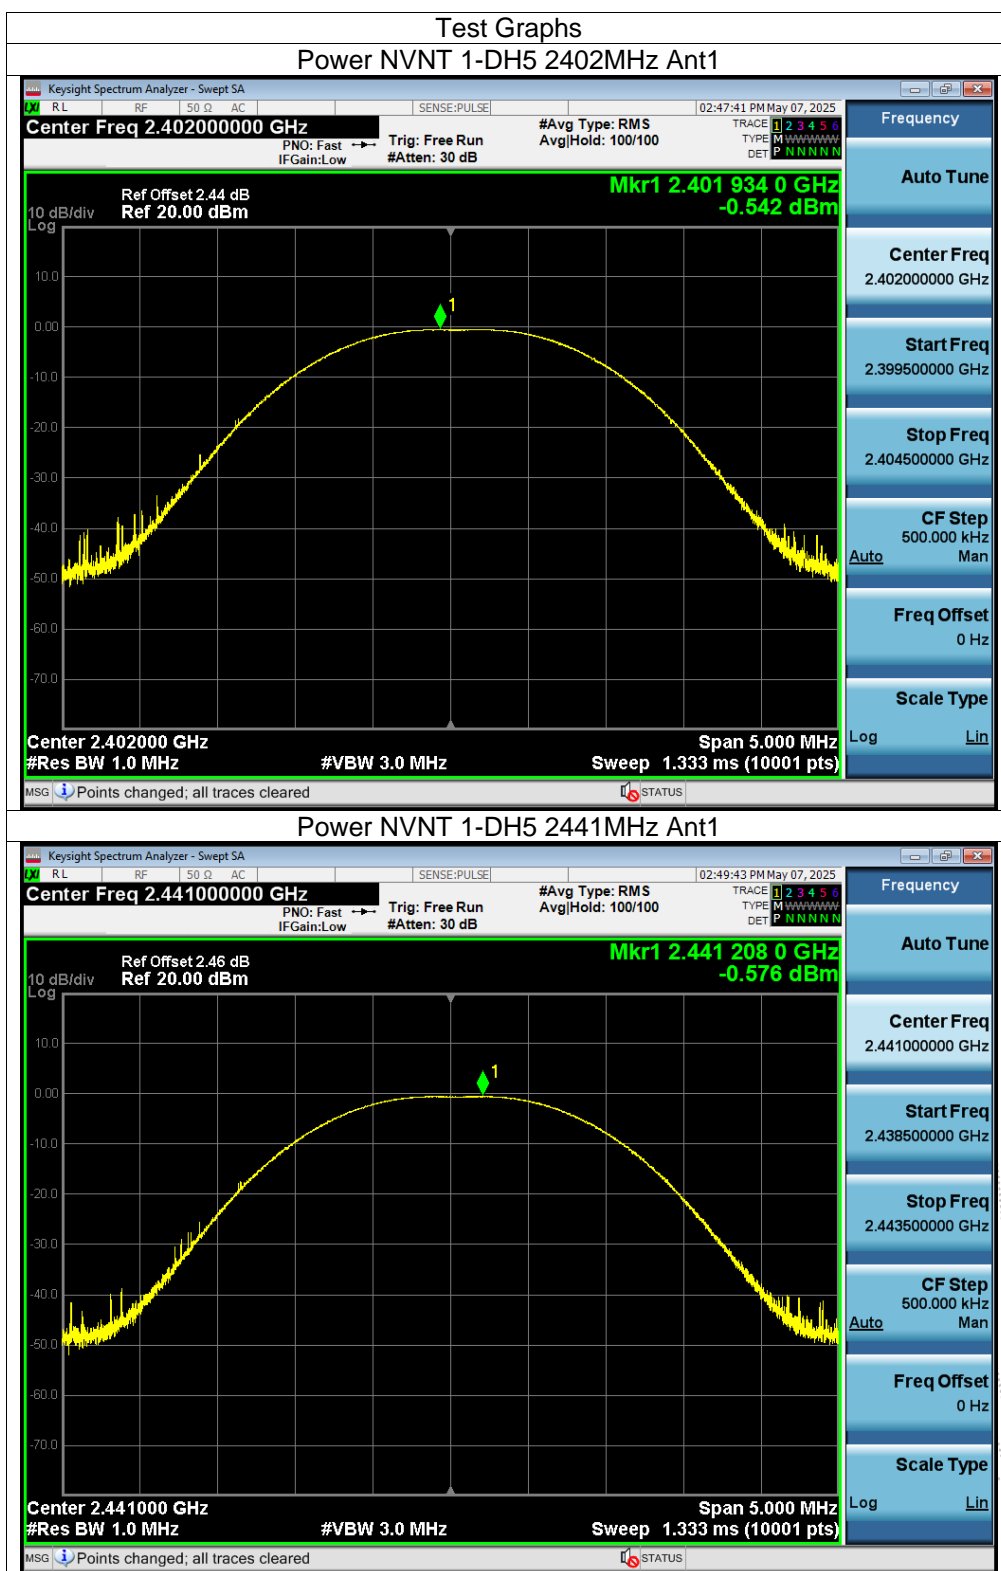 Test Graphs
Power NVNT 1-DH5 2402MHz Ant1
Keysight Spectrum Analyzer - Swept SA
LXI RL RF 50 Ω AC SENSE:PULSE 02:47:41 PM May 07, 2025
Center Freq 2.402000000 GHz
PNO: Fast
IFGain:Low
Trig: Free Run
#Atten: 30 dB
#Avg Type: RMS
Avg|Hold: 100/100
TRACE 1 2 3 4 5 6
TYPE M WWWWW
DET P N N N N N
Frequency
Auto Tune
Center Freq
2.402000000 GHz
Start Freq
2.399500000 GHz
Stop Freq
2.404500000 GHz
CF Step
500.000 kHz
Auto Man
Freq Offset
0 Hz
Scale Type
Log Lin
Mkr1 2.401 934 0 GHz
-0.542 dBm
Ref Offset 2.44 dB
10 dB/div Ref 20.00 dBm
Log
10.0
1
0.00
-10.0
-20.0
-30.0
-40.0
-50.0
-60.0
-70.0
Center 2.402000 GHz Span 5.000 MHz
#Res BW 1.0 MHz #VBW 3.0 MHz Sweep 1.333 ms (10001 pts)
MSG Points changed; all traces cleared STATUS
Power NVNT 1-DH5 2441MHz Ant1
Keysight Spectrum Analyzer - Swept SA
LXI RL RF 50 Ω AC SENSE:PULSE 02:49:43 PM May 07, 2025
Center Freq 2.441000000 GHz
PNO: Fast
IFGain:Low
Trig: Free Run
#Atten: 30 dB
#Avg Type: RMS
Avg|Hold: 100/100
TRACE 1 2 3 4 5 6
TYPE M WWWWW
DET P N N N N N
Frequency
Auto Tune
Center Freq
2.441000000 GHz
Start Freq
2.438500000 GHz
Stop Freq
2.443500000 GHz
CF Step
500.000 kHz
Auto Man
Freq Offset
0 Hz
Scale Type
Log Lin
Mkr1 2.441 208 0 GHz
-0.576 dBm
Ref Offset 2.46 dB
10 dB/div Ref 20.00 dBm
Log
10.0
1
0.00
-10.0
-20.0
-30.0
-40.0
-50.0
-60.0
-70.0
Center 2.441000 GHz Span 5.000 MHz
#Res BW 1.0 MHz #VBW 3.0 MHz Sweep 1.333 ms (10001 pts)
MSG Points changed; all traces cleared STATUS